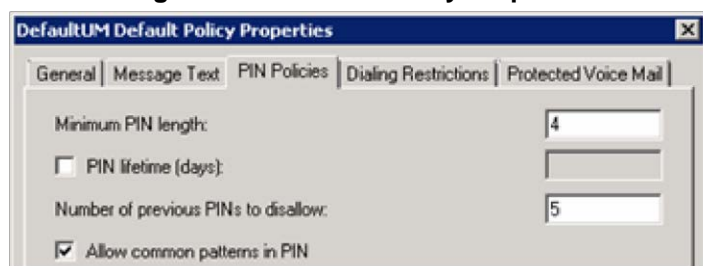 DefaultUM Default Policy Properties
General Message Text PIN Policies Dialing Restrictions Protected Voice Mail
Minimum PIN length: 4
PIN lifetime (days):
Number of previous PINs to disallow: 5
Allow common patterns in PIN